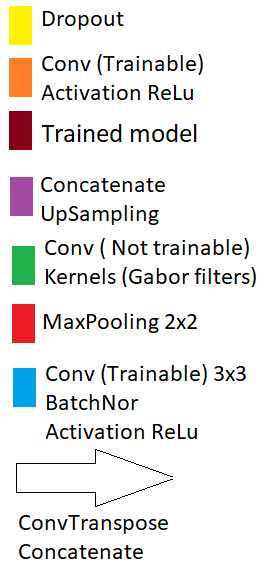 Dropout
Conv (Trainable)
Activation ReLu
Trained model
Concatenate
UpSampling
Conv ( Not trainable)
Kernels (Gabor filters)
MaxPooling 2x2
Conv (Trainable) 3x3
BatchNor
Activation ReLu
ConvTranspose
Concatenate